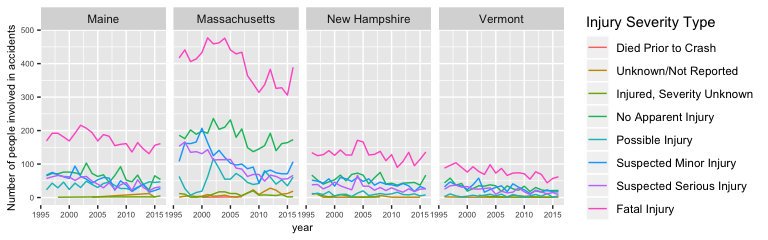 Maine Massachusetts New Hampshire Vermont
Number of people involved in accidents
500
400
300
200
100
0
1995 2000 2005 2010 2015 1995 2000 2005 2010 2015 1995 2000 2005 2010 2015 1995 2000 2005 2010 2015
year
Injury Severity Type
Died Prior to Crash
Unknown/Not Reported
Injured, Severity Unknown
No Apparent Injury
Possible Injury
Suspected Minor Injury
Suspected Serious Injury
Fatal Injury